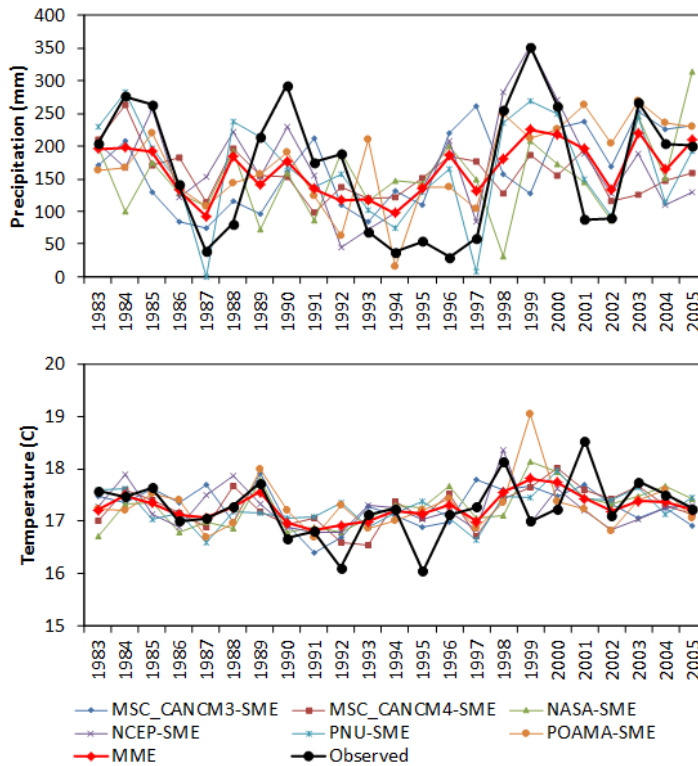 400
350
300
250
200
150
100
50
0
Precipitation (mm)
1983 1984 1985 1986 1987 1988 1989 1990 1991 1992 1993 1994 1995 1996 1997 1998 1999 2000 2001 2002 2003 2004 2005
20
19
18
17
16
15
Temperature (C)
1983 1984 1985 1986 1987 1988 1989 1990 1991 1992 1993 1994 1995 1996 1997 1998 1999 2000 2001 2002 2003 2004 2005
MSC_CANCM3-SME MSC_CANCM4-SME NASA-SME
NCEP-SME PNU-SME POAMA-SME
MME Observed